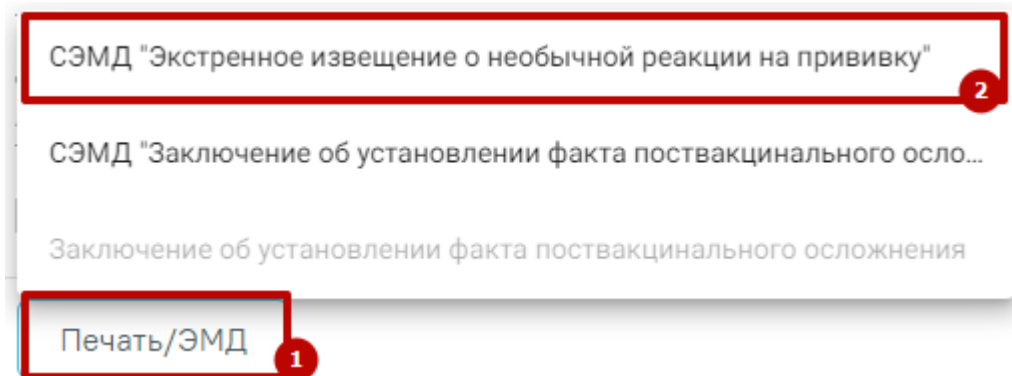 СЭМД "Экстренное извещение о необычной реакции на прививку"
2
СЭМД "Заключение об установлении факта поствакцинального осло...
Заключение об установлении факта поствакцинального осложнения
Печать/ЭМД
1